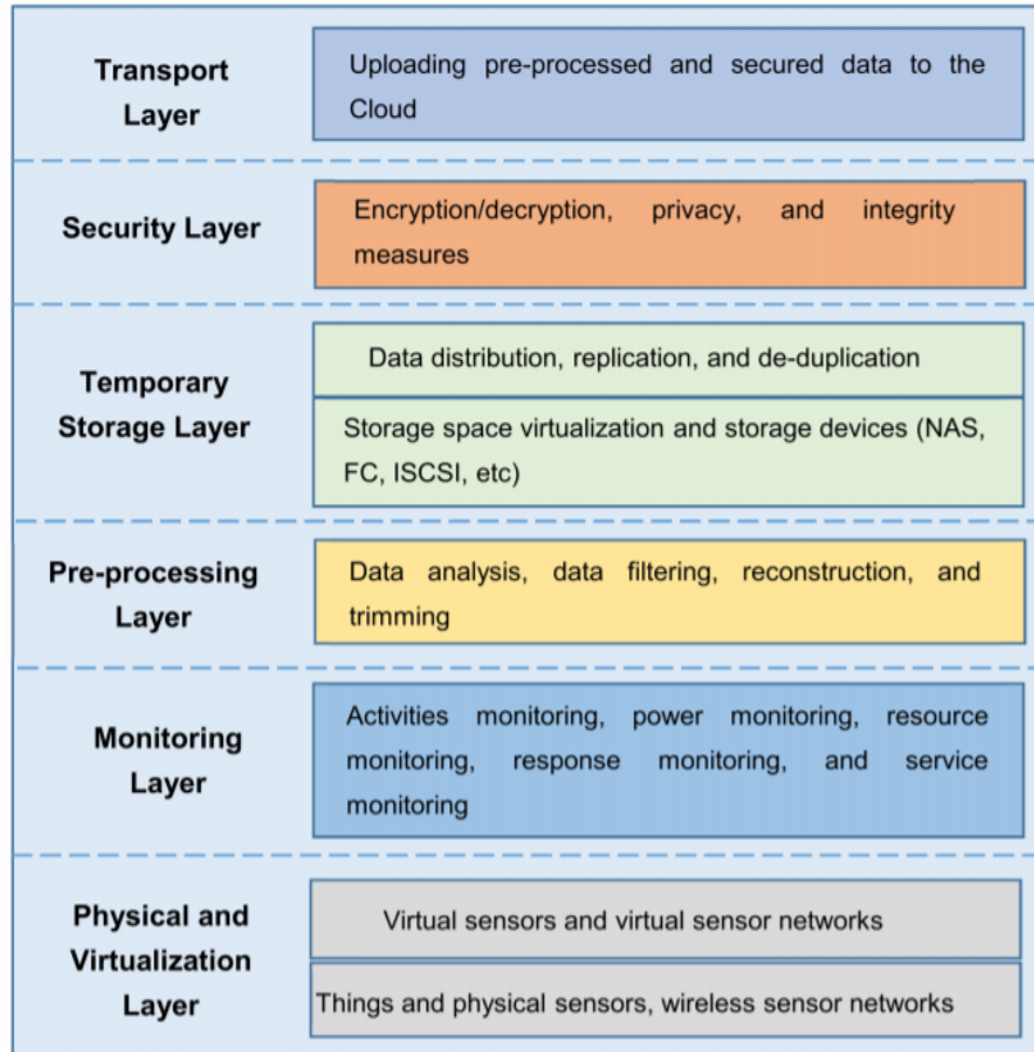 Transport
Layer
Uploading pre-processed and secured data to the
Cloud
Security Layer
Encryption/decryption, privacy, and integrity
measures
Temporary
Storage Layer
Data distribution, replication, and de-duplication
Storage space virtualization and storage devices (NAS,
FC, ISCSI, etc)
Pre-processing
Layer
Data analysis, data filtering, reconstruction, and
trimming
Monitoring
Layer
Activities monitoring, power monitoring, resource
monitoring, response monitoring, and service
monitoring
Physical and
Virtualization
Layer
Virtual sensors and virtual sensor networks
Things and physical sensors, wireless sensor networks